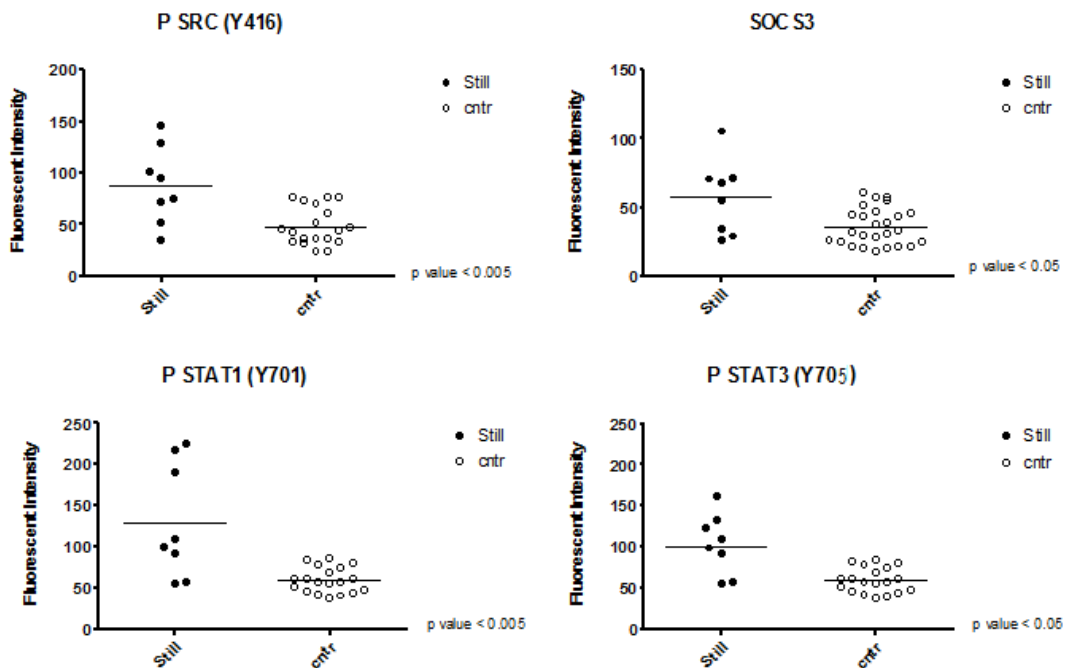 P SRC (Y416)
Fluorescent Intensity
200
150
100
50
0
Still
cntr
Still
cntr
p value < 0.005
SOC S3
Fluorescent Intensity
150
100
50
0
Still
cntr
Still
cntr
p value < 0.05
P STAT1 (Y701)
Fluorescent Intensity
250
200
150
100
50
0
Still
cntr
Still
cntr
p value < 0.005
P STAT3 (Y705)
Fluorescent Intensity
250
200
150
100
50
0
Still
cntr
Still
cntr
p value < 0.05